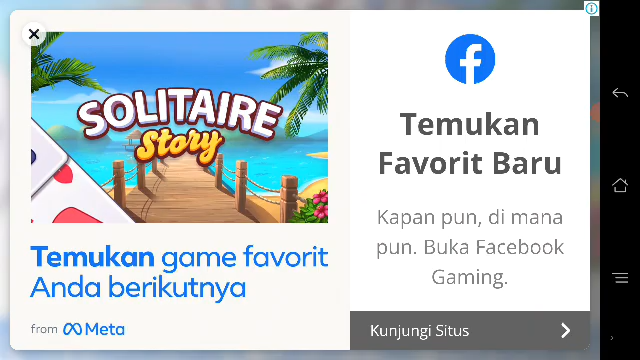 SOLITAIRE
Story
Temukan game favorit
Anda berikutnya
from Meta
Temukan
Favorit Baru
Kapan pun, di mana
pun. Buka Facebook
Gaming.
Kunjungi Situs